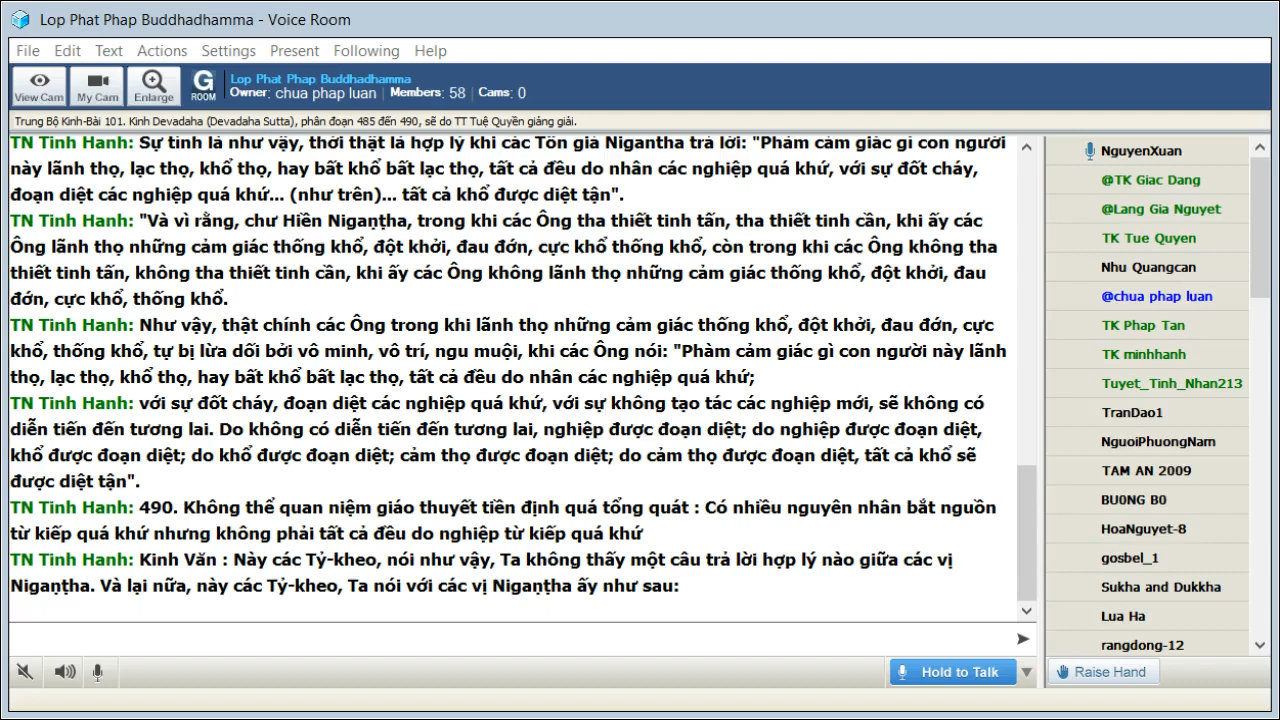 Lop Phat Phap Buddhadhamma - Voice Room
File Edit Text Actions Settings Present Following Help
View Cam My Cam Enlarge G ROOM
Lop Phat Phap Buddhadhamma
Owner: chua phap luan | Members: 58 | Cams: 0
Trung Bộ Kinh-Bài 101. Kinh Devadaha (Devadaha Sutta), phân đoạn 485 đến 490, sẽ do TT Tuệ Quyền giảng giải.
TN Tinh Hanh: Sự tình là như vậy, thời thật là hợp lý khi các Tôn giả Nigantha trả lời: "Phàm cảm giác gì con người
này lãnh thọ, lạc thọ, khổ thọ, hay bất khổ bất lạc thọ, tất cả đều do nhân các nghiệp quá khứ, với sự đốt cháy,
đoạn diệt các nghiệp quá khứ... (như trên)... tất cả khổ được diệt tận".
TN Tinh Hanh: "Và vì rằng, chư Hiền Nigaṇṭha, trong khi các Ông tha thiết tinh tấn, tha thiết tinh cần, khi ấy các
Ông lãnh thọ những cảm giác thống khổ, đột khởi, đau đớn, cực khổ thống khổ, còn trong khi các Ông không tha
thiết tinh tấn, không tha thiết tinh cần, khi ấy các Ông không lãnh thọ những cảm giác thống khổ, đột khởi, đau
đớn, cực khổ, thống khổ.
TN Tinh Hanh: Như vậy, thật chính các Ông trong khi lãnh thọ những cảm giác thống khổ, đột khởi, đau đớn, cực
khổ, thống khổ, tự bị lừa dối bởi vô minh, vô trí, ngu muội, khi các Ông nói: "Phàm cảm giác gì con người này lãnh
thọ, lạc thọ, khổ thọ, hay bất khổ bất lạc thọ, tất cả đều do nhân các nghiệp quá khứ;
TN Tinh Hanh: với sự đốt cháy, đoạn diệt các nghiệp quá khứ, với sự không tạo tác các nghiệp mới, sẽ không có
diễn tiến đến tương lai. Do không có diễn tiến đến tương lai, nghiệp được đoạn diệt; do nghiệp được đoạn diệt,
khổ được đoạn diệt; do khổ được đoạn diệt; cảm thọ được đoạn diệt; do cảm thọ được đoạn diệt, tất cả khổ sẽ
được diệt tận".
TN Tinh Hanh: 490. Không thể quan niệm giáo thuyết tiền định quá tổng quát : Có nhiều nguyên nhân bắt nguồn
từ kiếp quá khứ nhưng không phải tất cả đều do nghiệp từ kiếp quá khứ
TN Tinh Hanh: Kinh Văn : Này các Tỷ-kheo, nói như vậy, Ta không thấy một câu trả lời hợp lý nào giữa các vị
Nigaṇṭha. Và lại nữa, này các Tỷ-kheo, Ta nói với các vị Nigaṇṭha ấy như sau:
NguyenXuan
@TK Giac Dang
@Lang Gia Nguyet
TK Tue Quyen
Nhu Quangcan
@chua phap luan
TK Phap Tan
TK minhhanh
Tuyet_Tinh_Nhan213
TranDao1
NguoiPhuongNam
TAM AN 2009
BU0NG B0
HoaNguyet-8
gosbel_1
Sukha and Dukkha
Lua Ha
rangdong-12
Hold to Talk
Raise Hand